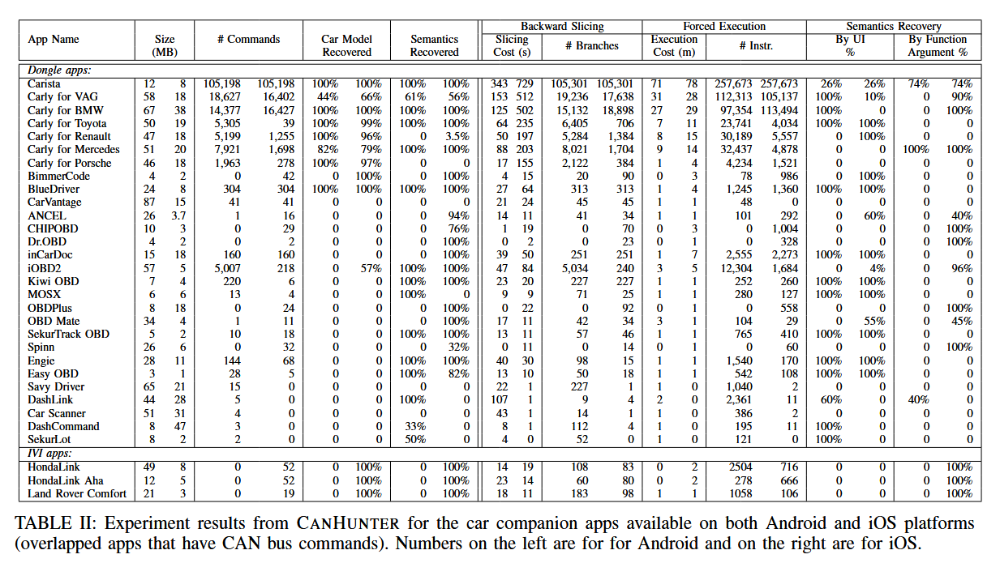 Backward Slicing Forced Execution Semantics Recovery
App Name Size # Commands Car Model Semantics Slicing # Branches Execution # Instr. By UI By Function
(MB) Recovered Recovered Cost (s) Cost (m) % Argument %
Dongle apps:
Carista 12 8 105,198 105,198 100% 100% 100% 100% 343 729 105,301 105,301 71 78 257,673 257,673 26% 26% 74% 74%
Carly for VAG 58 18 18,627 16,402 44% 66% 61% 56% 153 512 19,236 17,638 31 28 112,313 105,137 100% 10% 0 90%
Carly for BMW 67 38 14,377 16,427 100% 100% 100% 100% 125 502 15,132 18,898 27 29 97,354 113,494 100% 0 0 100%
Carly for Toyota 50 19 5,305 39 100% 99% 100% 100% 64 235 6,405 706 7 11 23,741 4,034 100% 100% 0 0
Carly for Renault 47 18 5,199 1,255 100% 96% 0 3.5% 50 197 5,284 1,384 8 15 30,189 5,557 0 100% 0 0
Carly for Mercedes 51 20 7,921 1,698 82% 79% 100% 100% 88 203 8,021 1,704 9 14 32,437 4,878 0 0 100% 100%
Carly for Porsche 46 18 1,963 278 100% 97% 0 0 17 155 2,122 384 1 4 4,234 1,521 0 0 0 0
BimmerCode 4 2 0 42 0 100% 0 100% 4 15 20 90 0 3 78 986 0 100% 0 0
BlueDriver 24 8 304 304 100% 100% 100% 100% 27 64 313 313 1 4 1,245 1,360 100% 100% 0 0
CarVantage 87 15 41 41 0 0 0 0 21 24 45 45 1 1 48 0 0 0 0 0
ANCEL 26 3.7 1 16 0 0 0 94% 14 11 41 34 1 1 101 292 0 60% 0 40%
CHIPOBD 10 3 0 29 0 0 0 76% 1 19 0 70 0 3 0 1,004 0 0 0 100%
Dr.OBD 4 2 0 2 0 0 0 100% 0 2 0 23 0 1 0 328 0 0 0 100%
inCarDoc 15 18 160 160 0 0 0 100% 39 50 251 251 1 7 2,555 2,273 100% 100% 0 0
iOBD2 57 5 5,007 218 0 57% 100% 100% 47 84 5,034 240 3 5 12,304 1,684 0 4% 0 96%
Kiwi OBD 7 4 220 6 0 0 100% 100% 23 20 227 227 1 1 252 260 100% 100% 0 0
MOSX 6 6 13 4 0 0 100% 0 9 9 71 25 1 1 280 127 100% 100% 0 0
OBDPlus 8 18 0 24 0 0 0 100% 0 22 0 92 0 1 0 558 0 0 0 100%
OBD Mate 34 4 1 11 0 0 0 100% 17 11 42 34 3 1 104 29 0 55% 0 45%
SekurTrack OBD 5 2 10 18 0 0 100% 100% 13 11 57 46 1 1 765 410 100% 100% 0 0
Spinn 26 6 0 32 0 0 0 32% 0 11 0 14 0 1 0 60 0 0 0 100%
Engie 28 11 144 68 0 0 100% 100% 40 30 98 15 1 1 1,540 170 100% 100% 0 0
Easy OBD 3 1 28 5 0 0 100% 82% 13 10 50 18 1 1 542 108 100% 100% 0 0
Savy Driver 65 21 15 0 0 0 0 0 22 1 227 1 1 0 1,040 2 0 0 0 0
DashLink 44 28 5 0 0 0 100% 0 107 1 9 4 2 0 2,361 11 60% 0 40% 0
Car Scanner 51 31 4 0 0 0 0 0 43 1 14 1 1 0 386 2 0 0 0 0
DashCommand 8 47 3 0 0 0 33% 0 8 1 112 4 1 0 195 11 100% 0 0 0
SekurLot 8 2 2 0 0 0 50% 0 4 0 52 0 1 0 121 0 100% 0 0 0
IVI apps:
HondaLink 49 8 0 52 0 100% 0 100% 14 19 108 83 0 2 2504 716 0 0 0 100%
HondaLink Aha 12 5 0 52 0 100% 0 100% 23 14 60 80 0 2 278 666 0 0 0 100%
Land Rover Comfort 21 3 0 19 0 100% 0 100% 18 11 183 98 1 1 1058 106 0 0 0 100%
TABLE II: Experiment results from CANHUNTER for the car companion apps available on both Android and iOS platforms
(overlapped apps that have CAN bus commands). Numbers on the left are for for Android and on the right are for iOS.